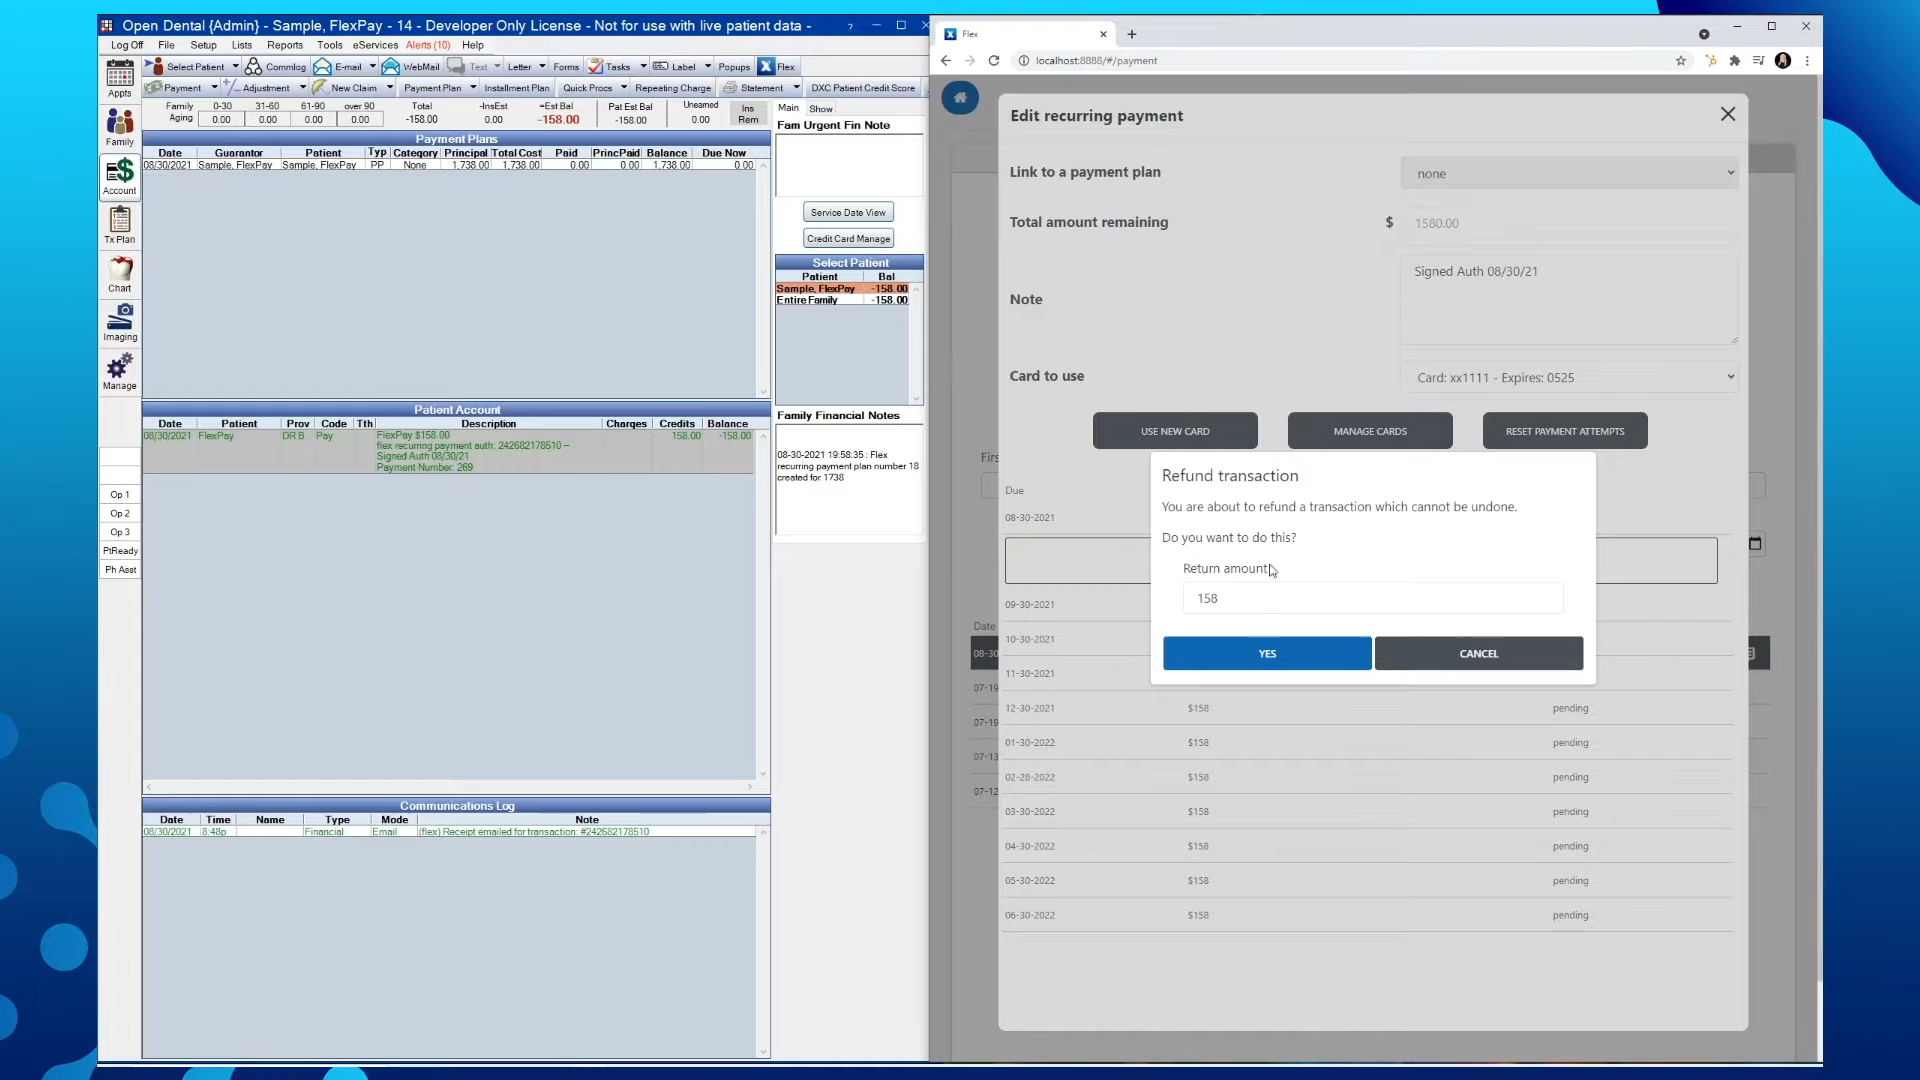 Open Dental {Admin} - Sample, FlexPay - 14 - Developer Only License - Not for use with live patient data -
Log Off File Setup Lists Reports Tools eServices Alerts (10) Help
Select Patient Commlog E-mail WebMail Text Letter Forms Tasks Label Popups Flex
Payment Adjustment New Claim Payment Plan Installment Plan Quick Procs Repeating Charge Statement DXC Patient Credit Score
Appts
Family
Account
Tx Plan
Chart
Imaging
Manage
Op 1
Op 2
Op 3
PtReady
Ph Asst
Family Aging 0-30 31-60 61-90 over 90 Total -InsEst =Est Bal Pat Est Bal Unearned Ins Rem
0.00 0.00 0.00 0.00 -158.00 0.00 -158.00 -158.00 0.00
Payment Plans
Date Guarantor Patient Typ Category Principal Total Cost Paid PrincPaid Balance Due Now
08/30/2021 Sample, FlexPay Sample, FlexPay PP None 1,738.00 1,738.00 0.00 0.00 1,738.00 0.00
Patient Account
Date Patient Prov Code Tth Description Charges Credits Balance
08/30/2021 FlexPay DR B Pay FlexPay $158.00 158.00 -158.00
flex recurring payment auth: 242682178510 --
Signed Auth 08/30/21
Payment Number: 269
Communications Log
Date Time Name Type Mode Note
08/30/2021 8:48p Financial Email (flex) Receipt emailed for transaction: #242682178510
Main Show
Fam Urgent Fin Note
Service Date View
Credit Card Manage
Select Patient
Patient Bal
Sample, FlexPay -158.00
Entire Family -158.00
Family Financial Notes
08-30-2021 19:58:35 : Flex
recurring payment plan number 18
created for 1738
Flex
localhost:8888/#/payment
Edit recurring payment
Link to a payment plan none
Total amount remaining $ 1580.00
Note Signed Auth 08/30/21
Card to use Card: xx1111 - Expires: 0525
USE NEW CARD MANAGE CARDS RESET PAYMENT ATTEMPTS
Firs
Due
08-30-2021
Refund transaction
You are about to refund a transaction which cannot be undone.
Do you want to do this?
Return amount
158
YES CANCEL
09-30-2021
10-30-2021
11-30-2021
12-30-2021 $158 pending
01-30-2022 $158 pending
02-28-2022 $158 pending
03-30-2022 $158 pending
04-30-2022 $158 pending
05-30-2022 $158 pending
06-30-2022 $158 pending
Date
08-30
07-19
07-19
07-13
07-12